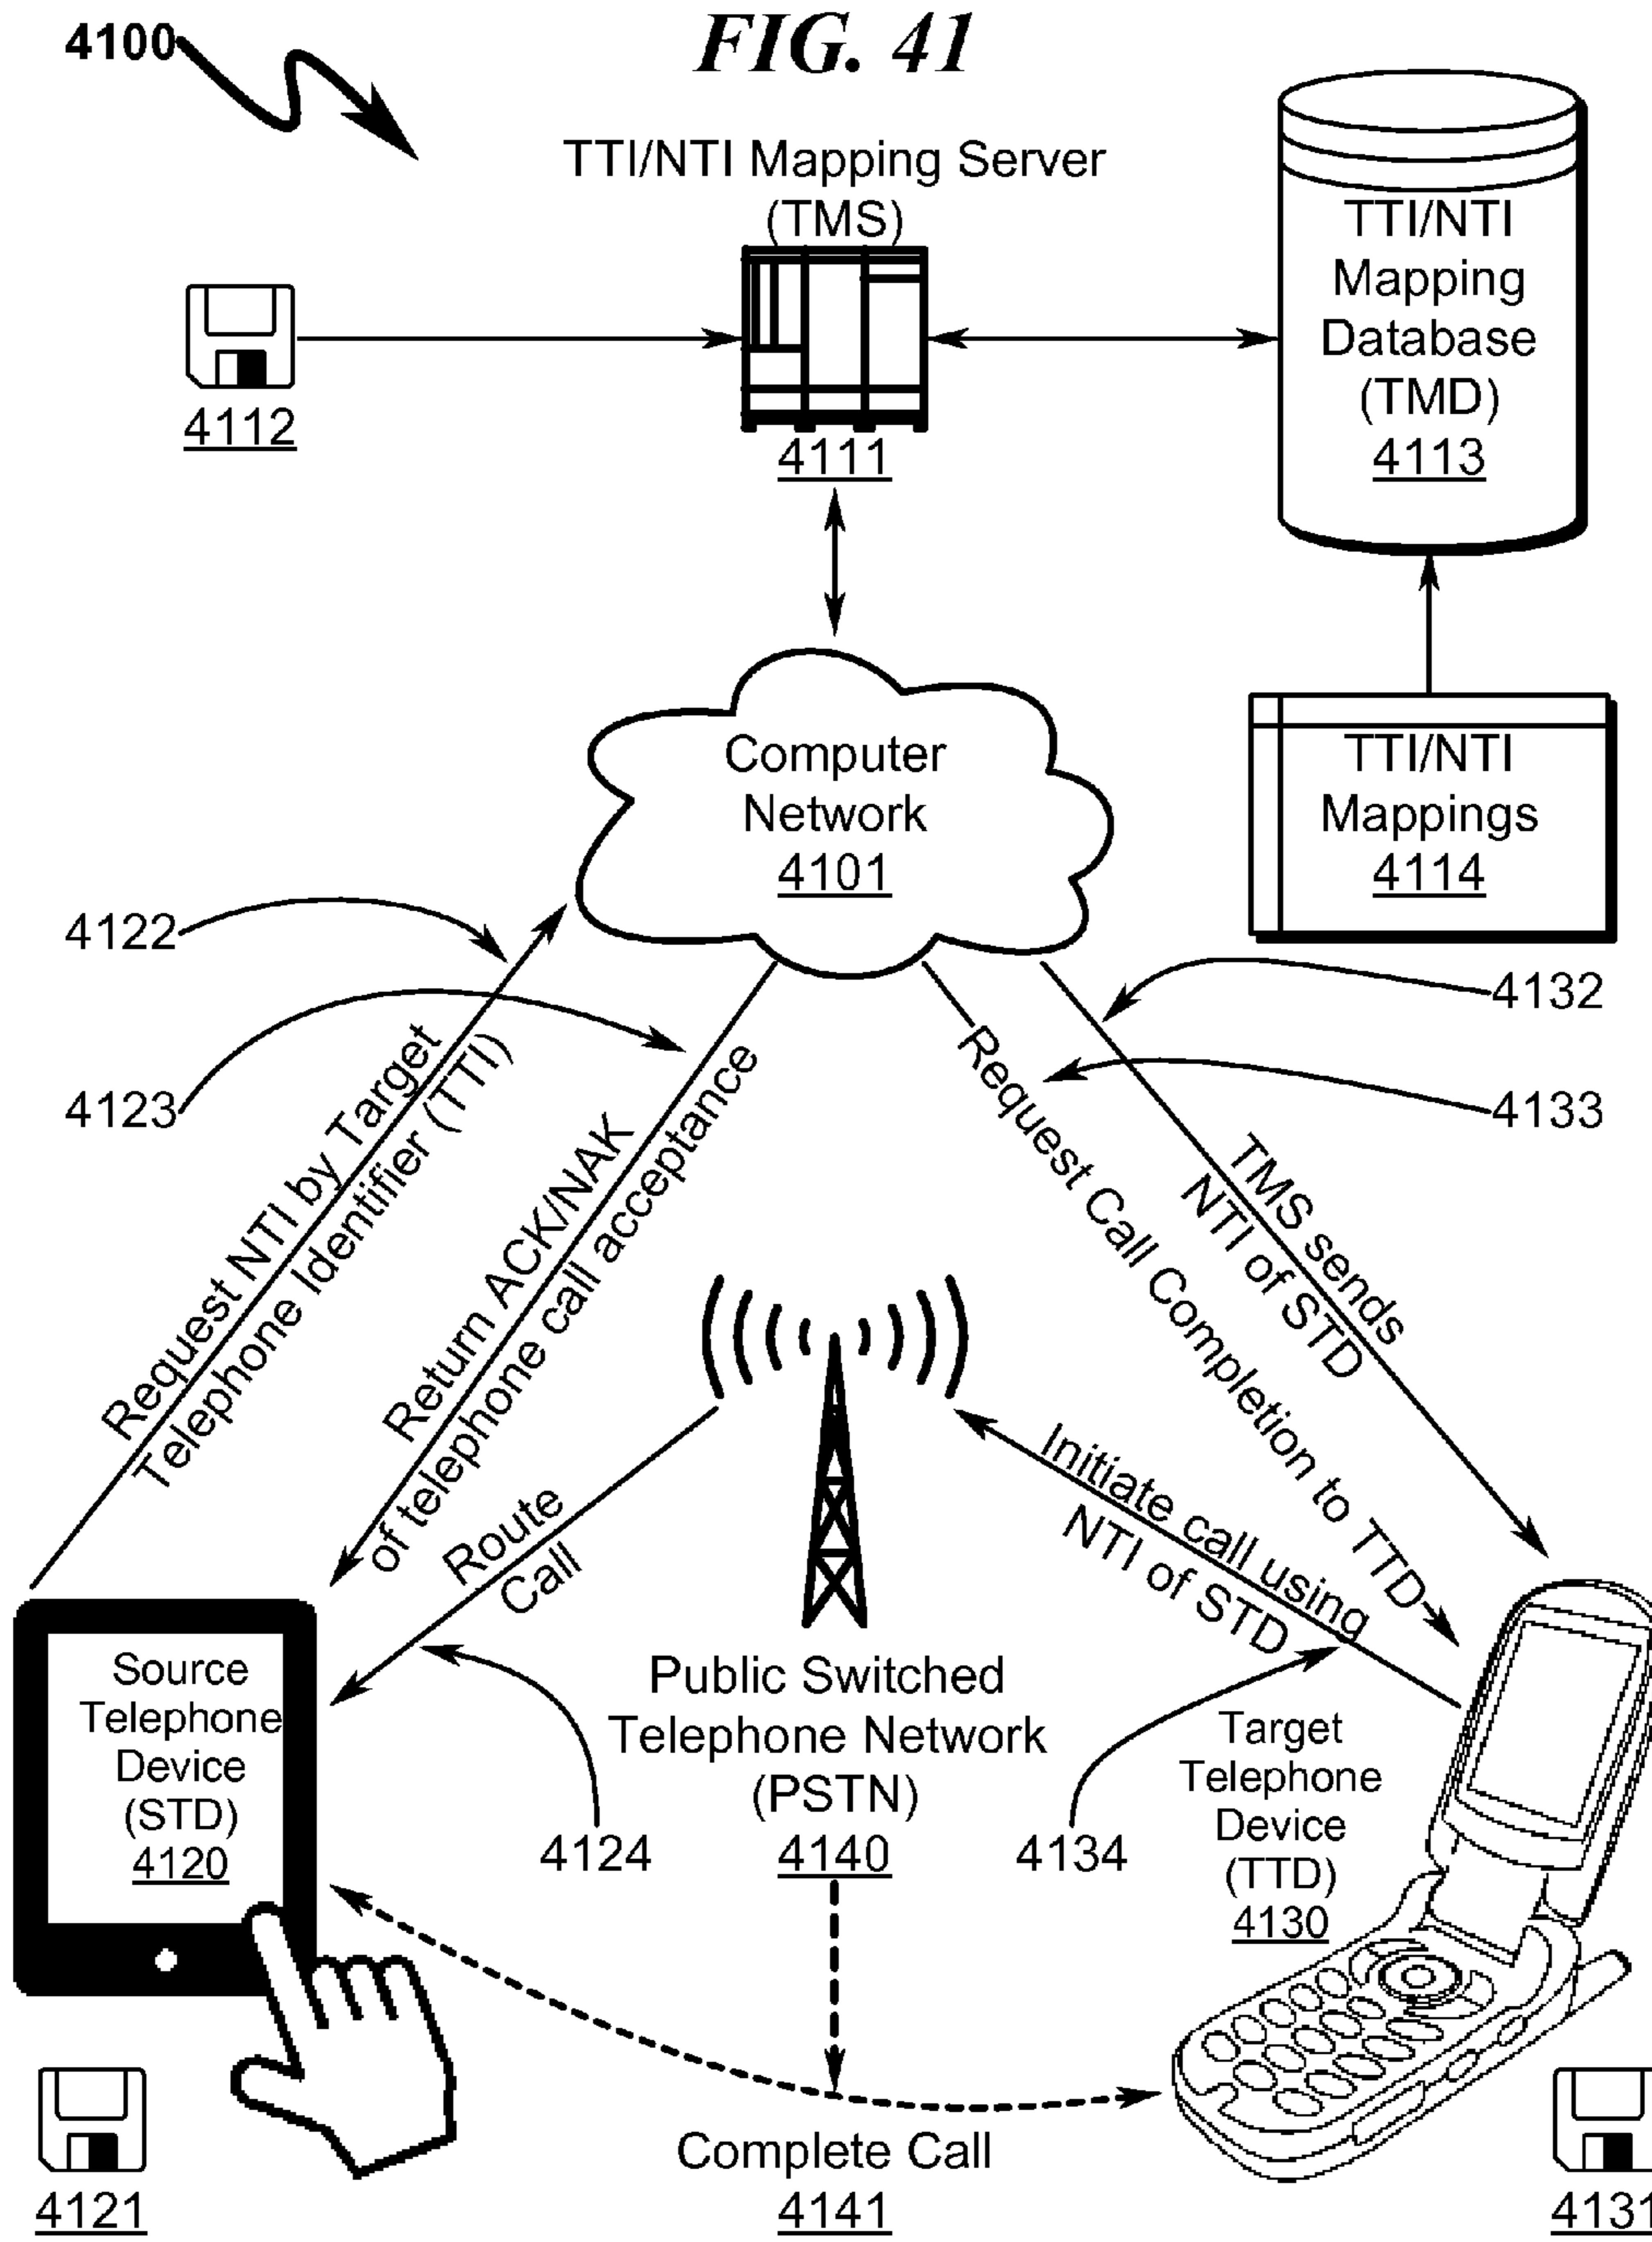 FIG. 41
4100
TTI/NTI Mapping Server
(TMS)
4111
4112
TTI/NTI
Mapping
Database
(TMD)
4113
TTI/NTI
Mappings
4114
Computer
Network
4101
4122
4123
4132
4133
Request NTI by Target
Telephone Identifier (TTI)
Return ACK/NAK
of telephone call acceptance
Request Call Completion to TTD
TMS sends
NTI of STD
Route
Call
Initiate call using
NTI of STD
Source
Telephone
Device
(STD)
4120
Public Switched
Telephone Network
(PSTN)
4140
4124
4134
Target
Telephone
Device
(TTD)
4130
Complete Call
4141
4121
4131